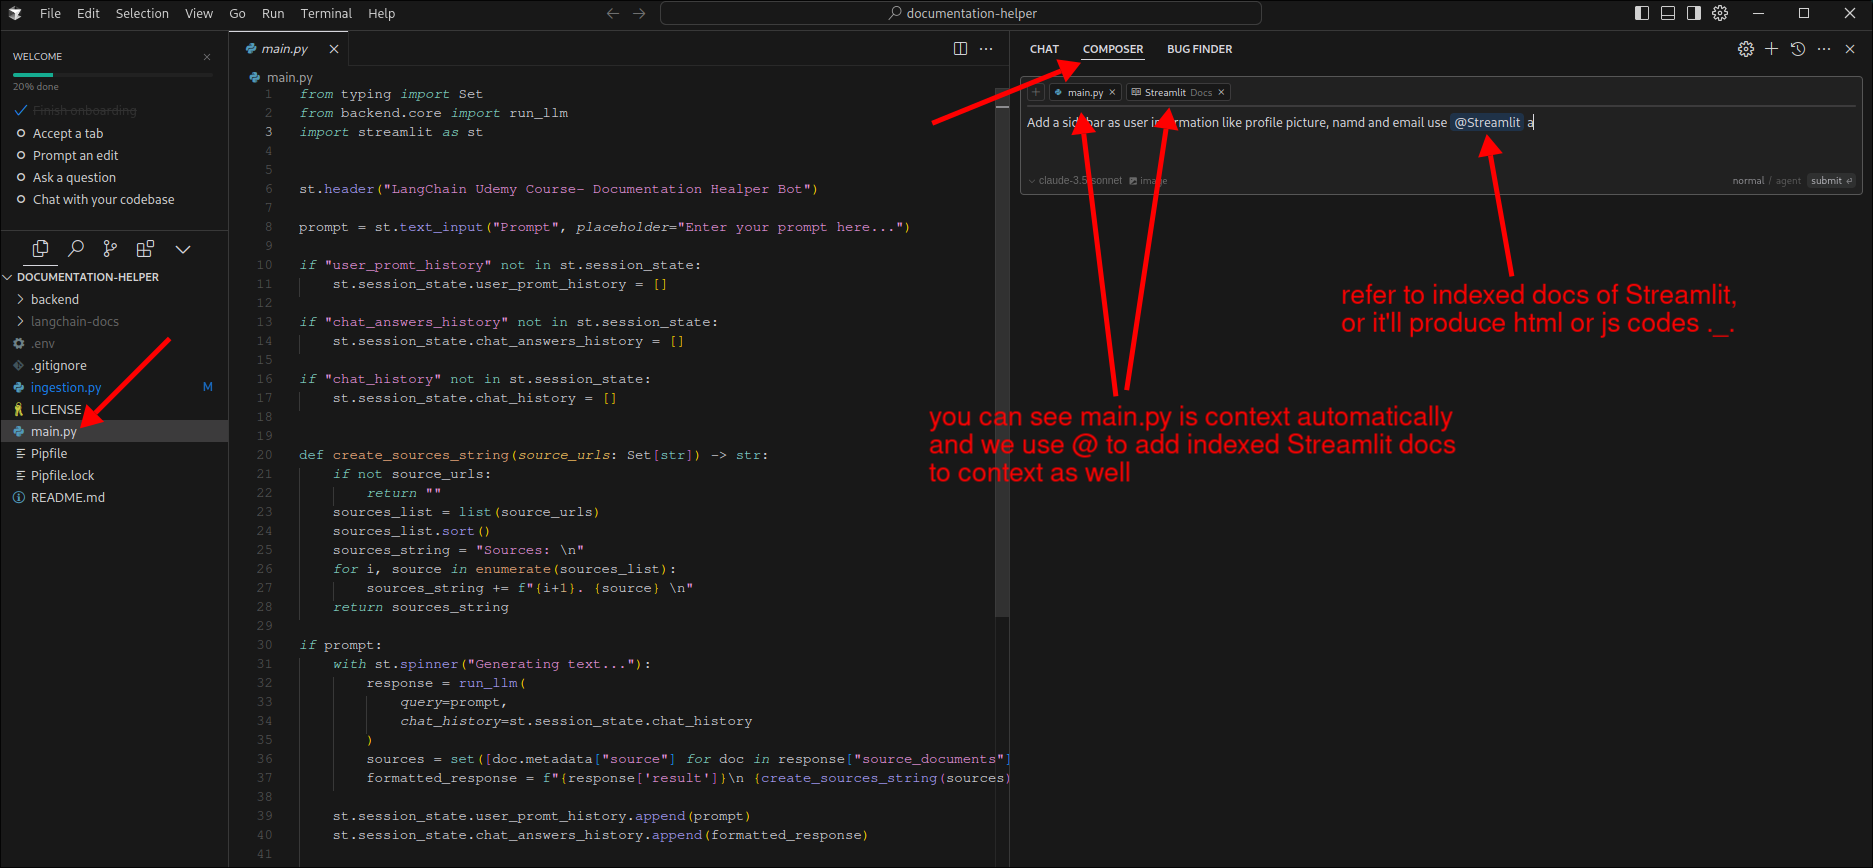 File Edit Selection View Go Run Terminal Help
documentation-helper
WELCOME
20% done
Finish onboarding
Accept a tab
Prompt an edit
Ask a question
Chat with your codebase
DOCUMENTATION-HELPER
backend
langchain-docs
.env
.gitignore
ingestion.py M
LICENSE
main.py
Pipfile
Pipfile.lock
README.md
main.py
main.py
1 from typing import Set
2 from backend.core import run_llm
3 import streamlit as st
4
5
6 st.header("LangChain Udemy Course- Documentation Healper Bot")
7
8 prompt = st.text_input("Prompt", placeholder="Enter your prompt here...")
9
10 if "user_promt_history" not in st.session_state:
11 st.session_state.user_promt_history = []
12
13 if "chat_answers_history" not in st.session_state:
14 st.session_state.chat_answers_history = []
15
16 if "chat_history" not in st.session_state:
17 st.session_state.chat_history = []
18
19
20 def create_sources_string(source_urls: Set[str]) -> str:
21 if not source_urls:
22 return ""
23 sources_list = list(source_urls)
24 sources_list.sort()
25 sources_string = "Sources: \n"
26 for i, source in enumerate(sources_list):
27 sources_string += f"{i+1}. {source} \n"
28 return sources_string
29
30 if prompt:
31 with st.spinner("Generating text..."):
32 response = run_llm(
33 query=prompt,
34 chat_history=st.session_state.chat_history
35 )
36 sources = set([doc.metadata["source"] for doc in response["source_documents"]
37 formatted_response = f"{response['result']}\n {create_sources_string(sources)
38
39 st.session_state.user_promt_history.append(prompt)
40 st.session_state.chat_answers_history.append(formatted_response)
41
CHAT COMPOSER BUG FINDER
main.py Streamlit Docs
Add a sidebar as user information like profile picture, namd and email use @Streamlit a
claude-3.5-sonnet image
normal / agent submit
refer to indexed docs of Streamlit,
or it'll produce html or js codes ._.
you can see main.py is context automatically
and we use @ to add indexed Streamlit docs
to context as well